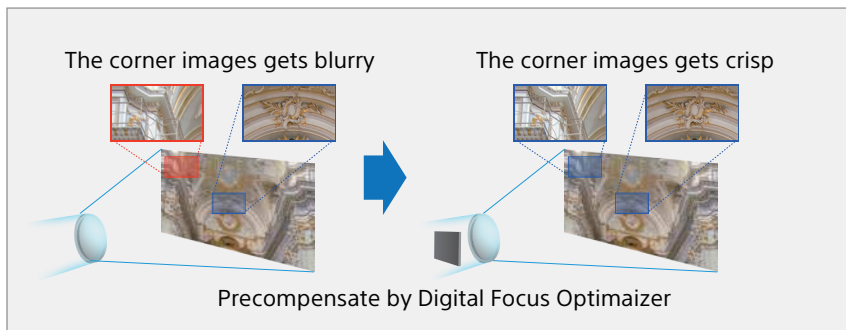 The corner images gets blurry
The corner images gets crisp
Precompensate by Digital Focus Optimaizer